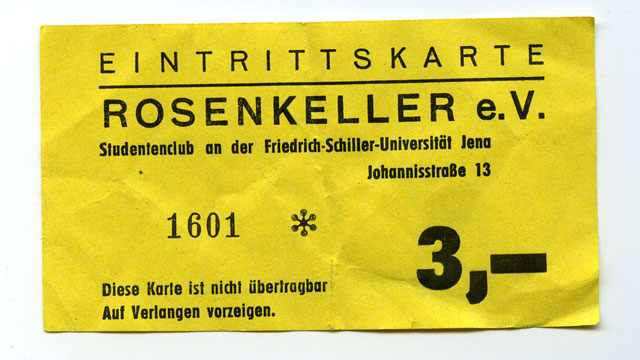 EINTRITTSKARTE
ROSENKELLER e.V.
Studentenclub an der Friedrich-Schiller-Universität Jena
Johannisstraße 13
1601
3,—
Diese Karte ist nicht übertragbar
Auf Verlangen vorzeigen.